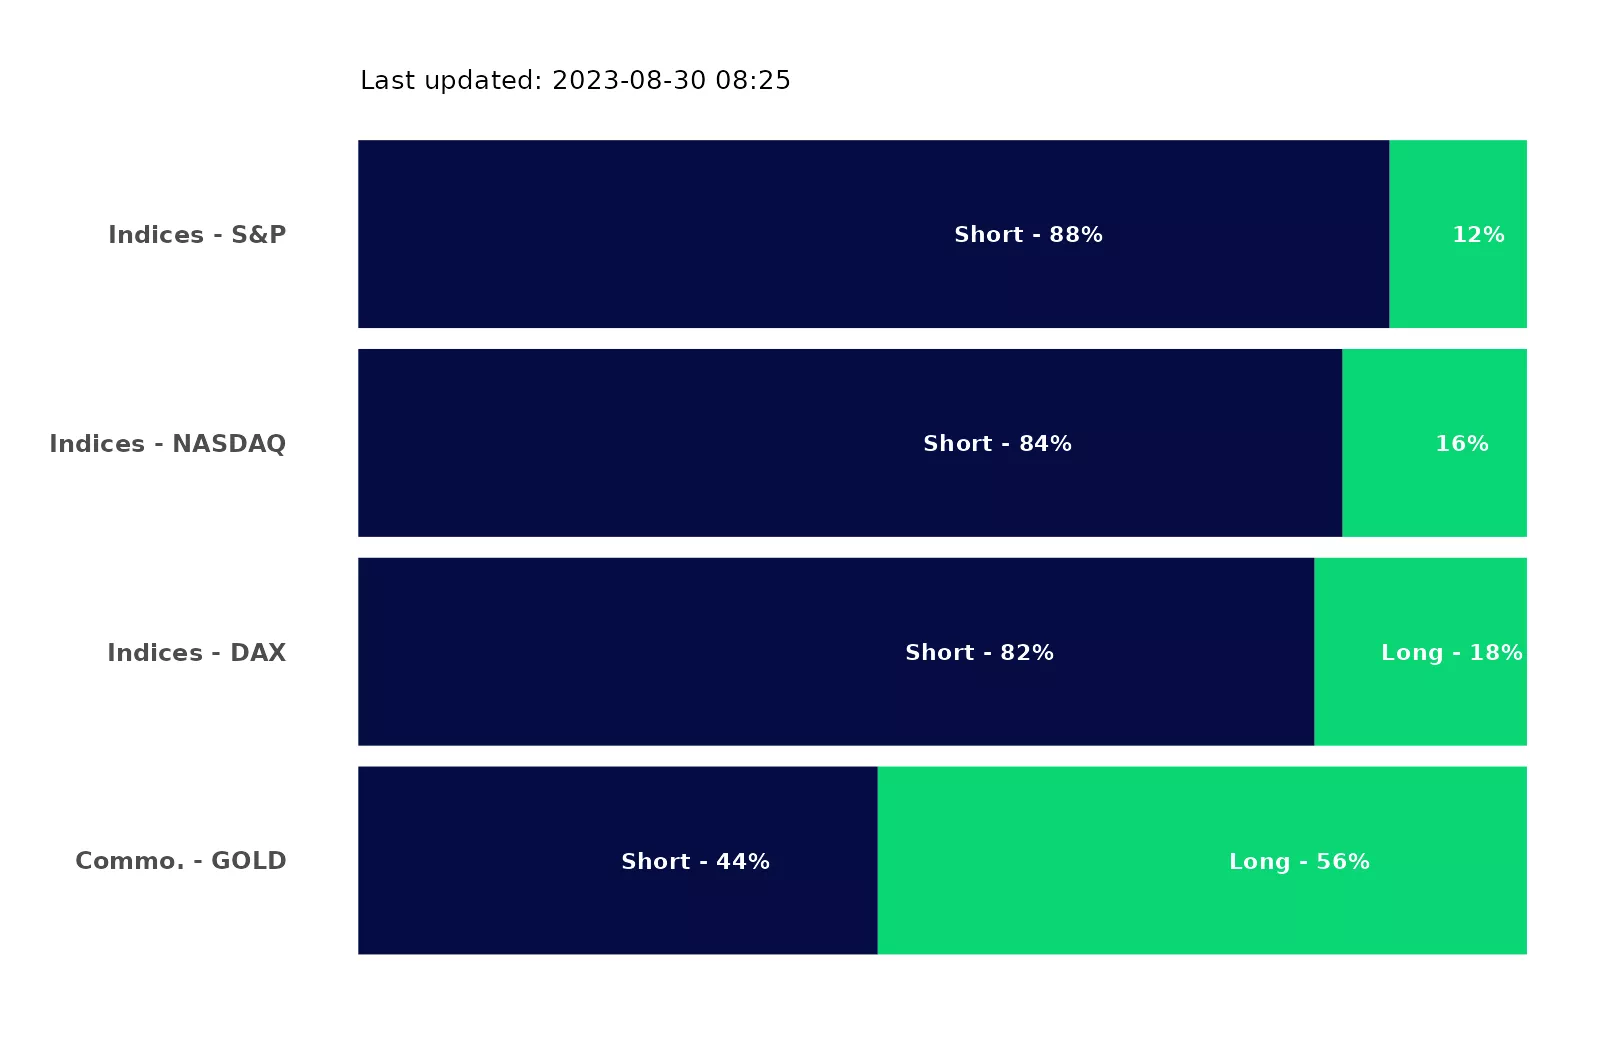 Last updated: 2023-08-30 08:25
Indices - S&P Short - 88% 12%
Indices - NASDAQ Short - 84% 16%
Indices - DAX Short - 82% Long - 18%
Commo. - GOLD Short - 44% Long - 56%